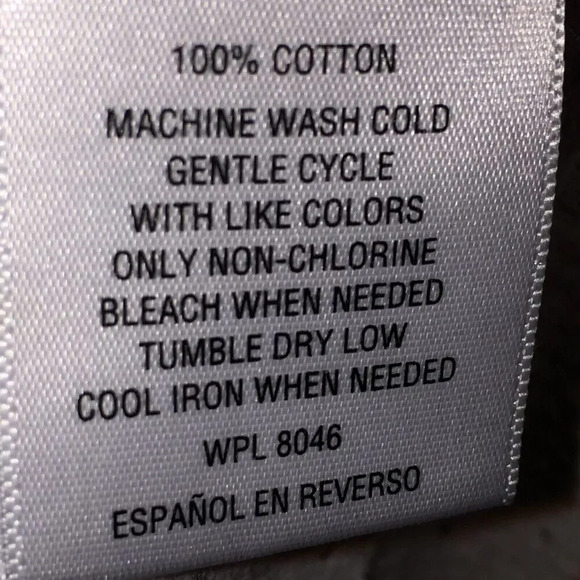 100% COTTON
MACHINE WASH COLD
GENTLE CYCLE
WITH LIKE COLORS
ONLY NON-CHLORINE
BLEACH WHEN NEEDED
TUMBLE DRY LOW
COOL IRON WHEN NEEDED
WPL 8046
ESPAÑOL EN REVERSO